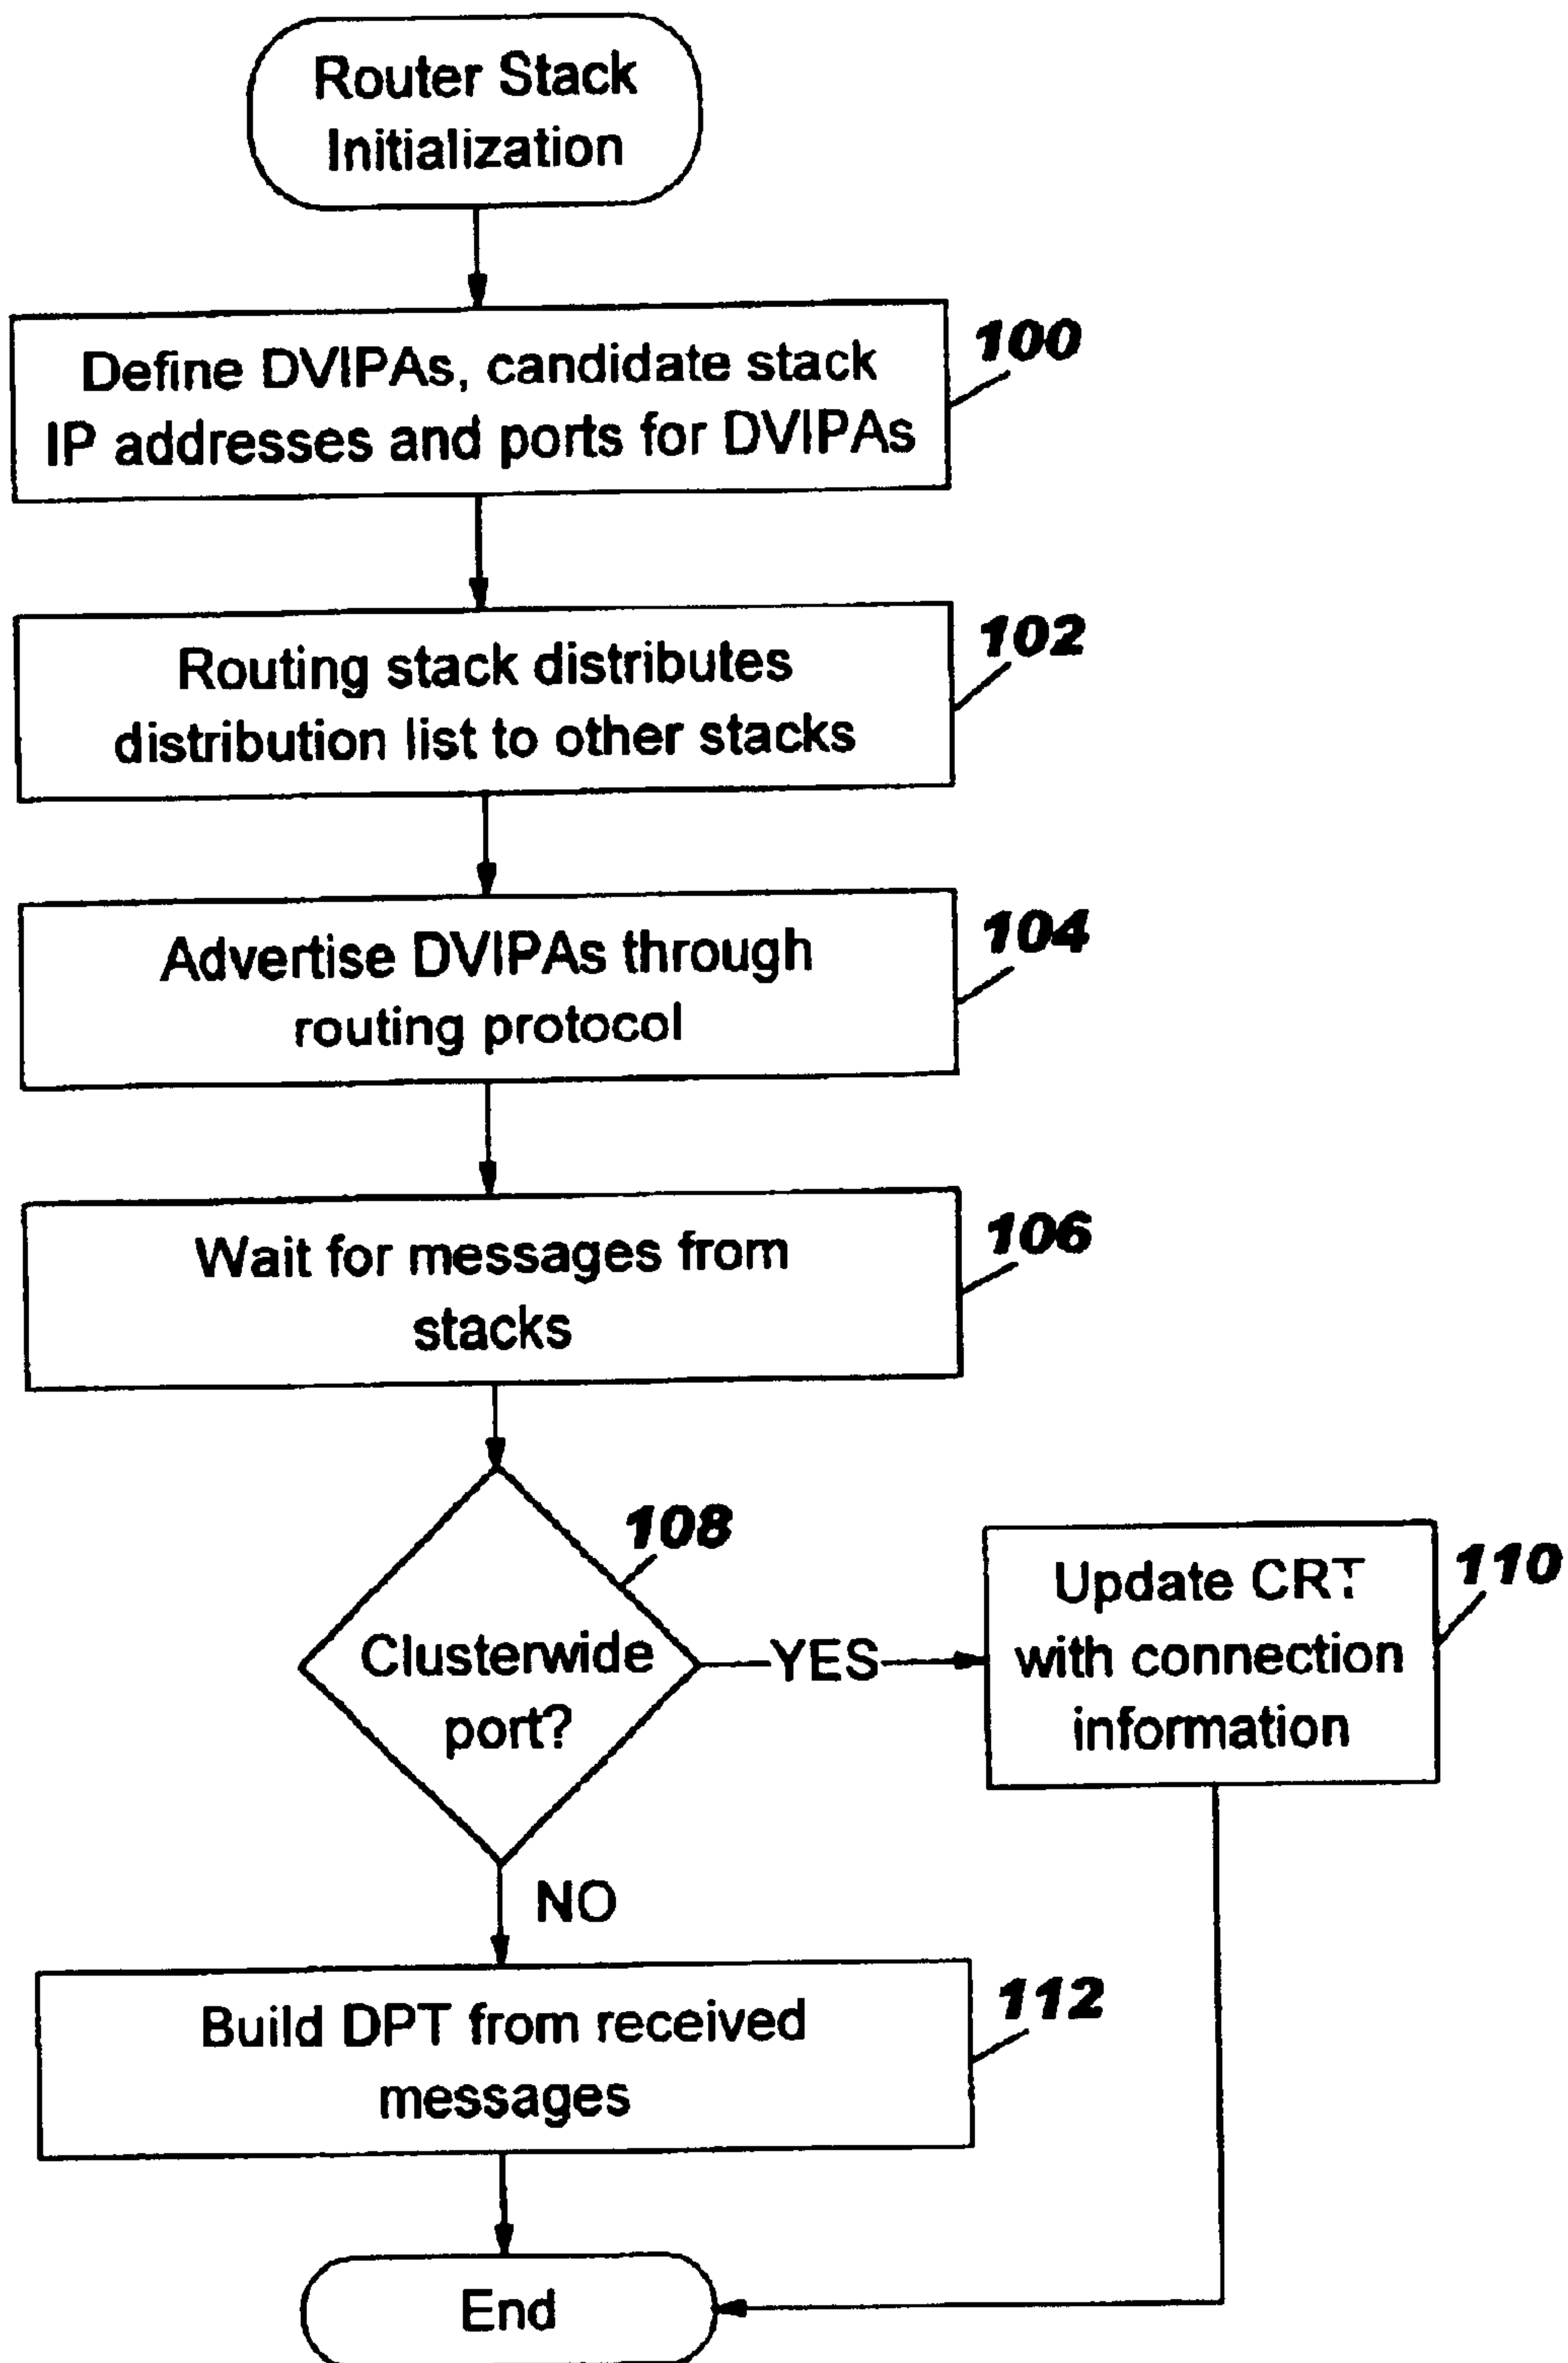 Router Stack
Initialization
Define DVIPAs, candidate stack
IP addresses and ports for DVIPAs
100
Routing stack distributes
distribution list to other stacks
102
Advertise DVIPAs through
routing protocol
104
Wait for messages from
stacks
106
108
Clusterwide
port?
YES
Update CRT
with connection
information
110
NO
Build DPT from received
messages
112
End